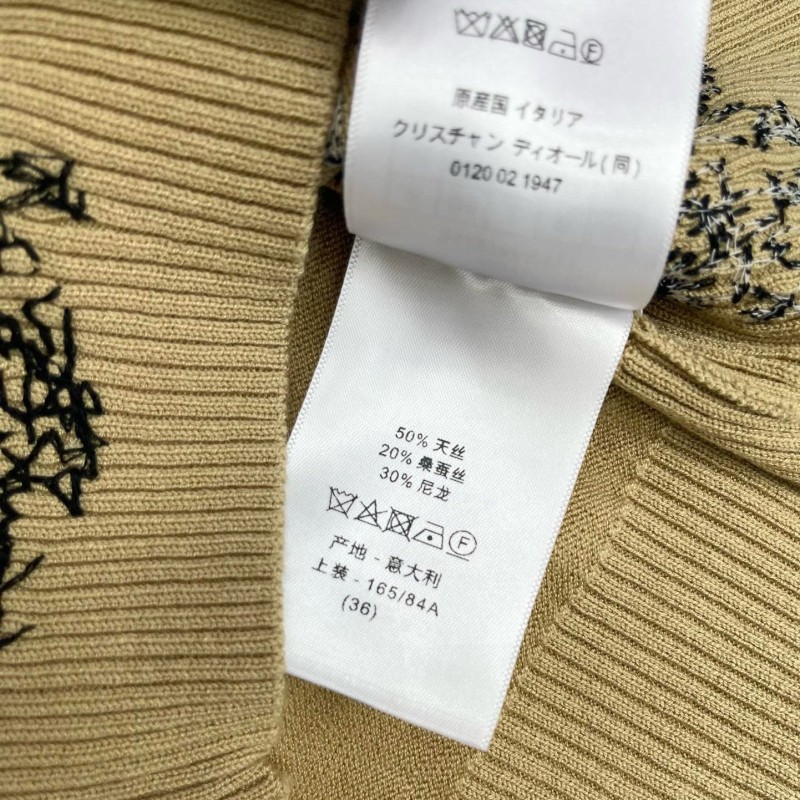 原産国 イタリア
クリスチャン ディオール(同)
0120 02 1947
50% 天丝
20% 桑蚕丝
30% 尼龙
F
产地 - 意大利
上装 - 165/84A
(36)